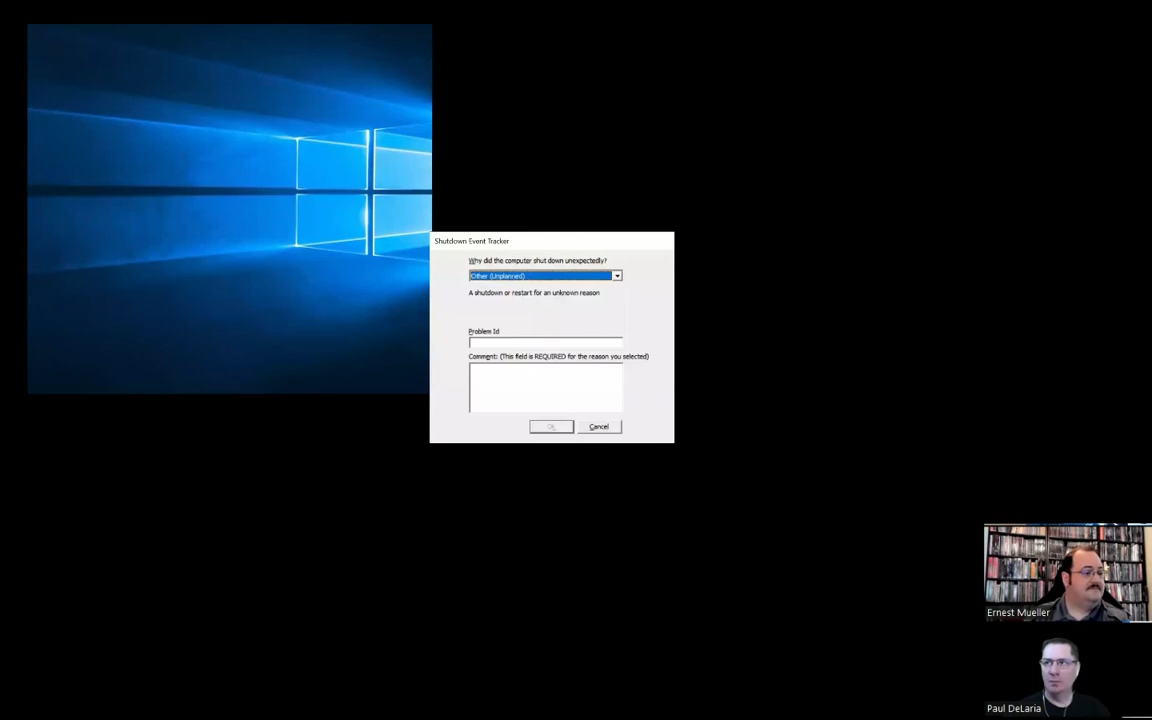 Shutdown Event Tracker
Why did the computer shut down unexpectedly?
Other (Unplanned)
A shutdown or restart for an unknown reason
Problem Id
Comment: (This field is REQUIRED for the reason you selected)
OK
Cancel
Ernest Mueller
Paul DeLaria